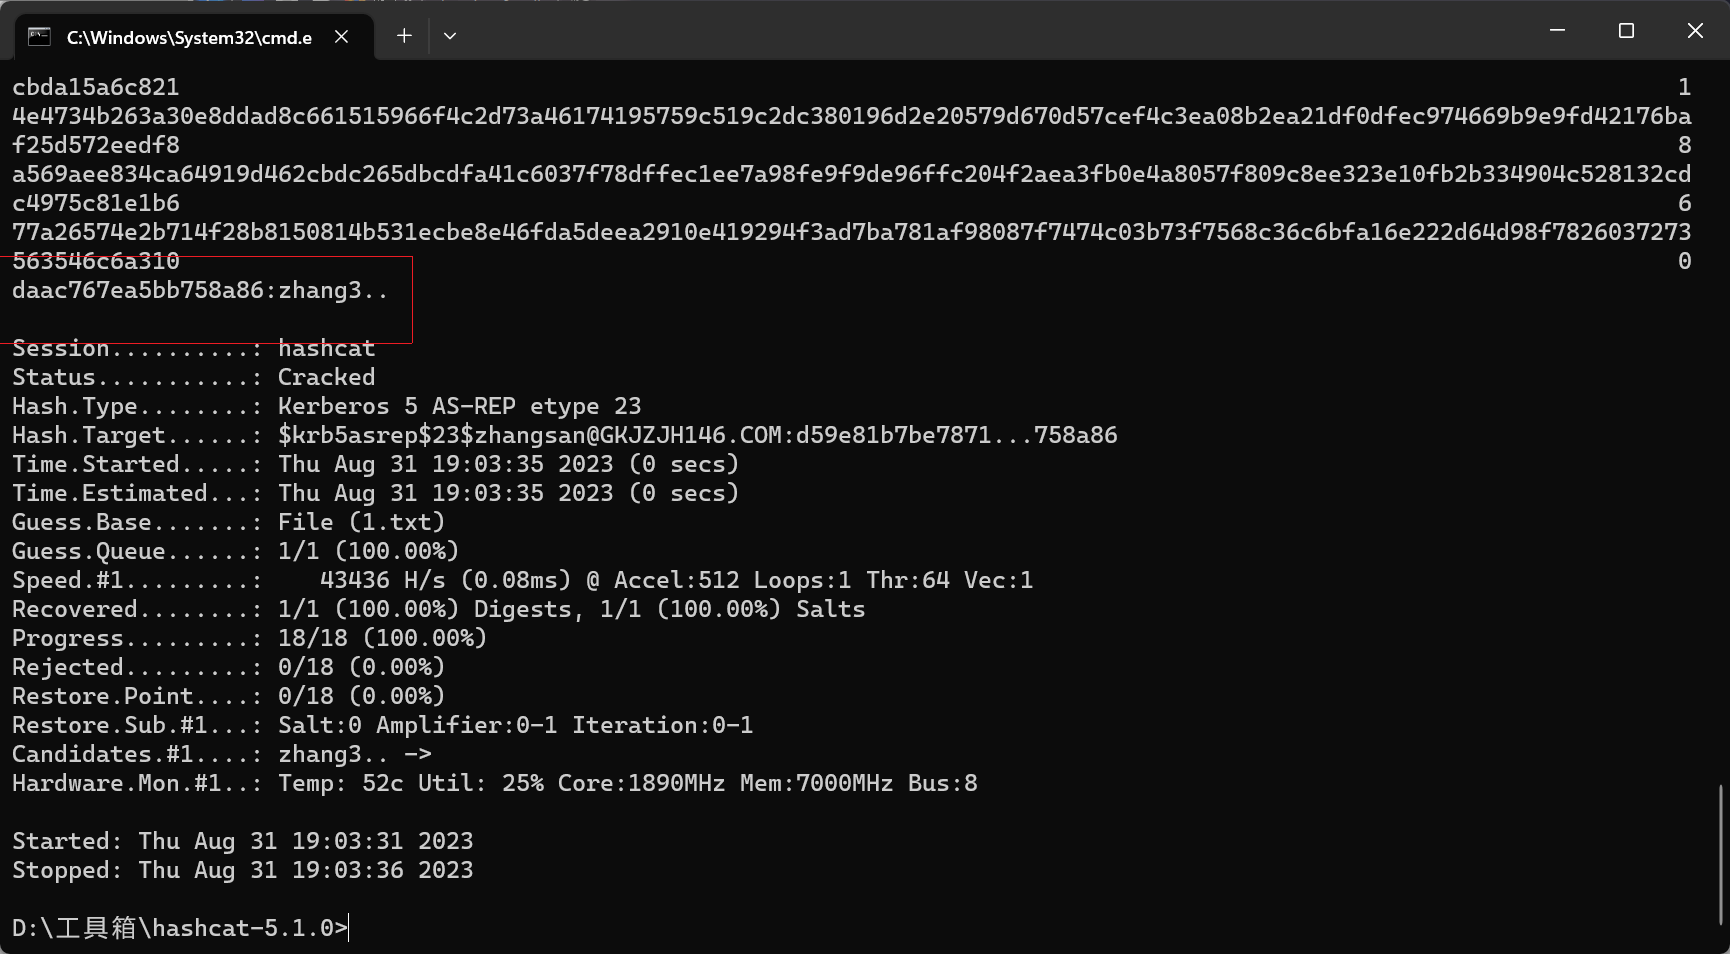 C:\Windows\System32\cmd.e
cbda15a6c821 1
4e4734b263a30e8ddad8c661515966f4c2d73a46174195759c519c2dc380196d2e20579d670d57cef4c3ea08b2ea21df0dfec974669b9e9fd42176ba
f25d572eedf8 8
a569aee834ca64919d462cbdc265dbcdfa41c6037f78dffec1ee7a98fe9f9de96ffc204f2aea3fb0e4a8057f809c8ee323e10fb2b334904c528132cd
c4975c81e1b6 6
77a26574e2b714f28b8150814b531ecbe8e46fda5deea2910e419294f3ad7ba781af98087f7474c03b73f7568c36c6bfa16e222d64d98f7826037273
563546c6a310 0
daac767ea5bb758a86:zhang3..
Session..........: hashcat
Status...........: Cracked
Hash.Type........: Kerberos 5 AS-REP etype 23
Hash.Target......: $krb5asrep$23$zhangsan@GKJZJH146.COM:d59e81b7be7871...758a86
Time.Started.....: Thu Aug 31 19:03:35 2023 (0 secs)
Time.Estimated...: Thu Aug 31 19:03:35 2023 (0 secs)
Guess.Base.......: File (1.txt)
Guess.Queue......: 1/1 (100.00%)
Speed.#1.........:    43436 H/s (0.08ms) @ Accel:512 Loops:1 Thr:64 Vec:1
Recovered........: 1/1 (100.00%) Digests, 1/1 (100.00%) Salts
Progress.........: 18/18 (100.00%)
Rejected.........: 0/18 (0.00%)
Restore.Point....: 0/18 (0.00%)
Restore.Sub.#1...: Salt:0 Amplifier:0-1 Iteration:0-1
Candidates.#1....: zhang3.. ->
Hardware.Mon.#1..: Temp: 52c Util: 25% Core:1890MHz Mem:7000MHz Bus:8
Started: Thu Aug 31 19:03:31 2023
Stopped: Thu Aug 31 19:03:36 2023
D:\工具箱\hashcat-5.1.0>